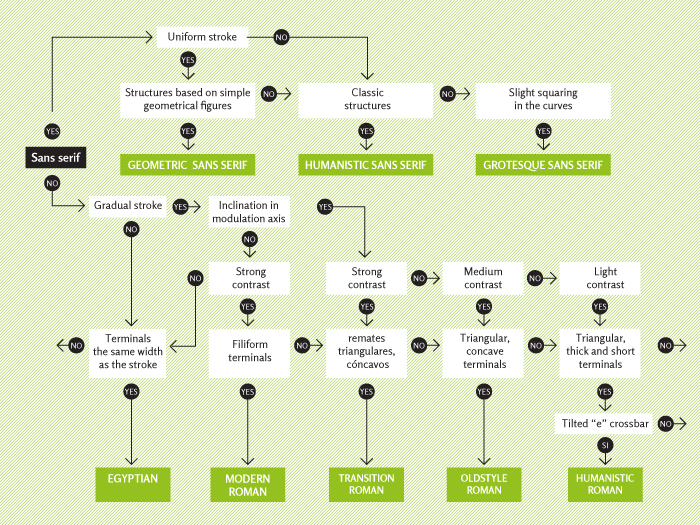 Uniform stroke
NO
YES
Structures based on simple
geometrical figures
NO
Classic
structures
NO
Slight squaring
in the curves
YES
YES
YES
YES
Sans serif
GEOMETRIC SANS SERIF
HUMANISTIC SANS SERIF
GROTESQUE SANS SERIF
NO
Gradual stroke
YES
Inclination in
modulation axis
YES
NO
NO
NO
Strong
contrast
Strong
contrast
NO
Medium
contrast
NO
Light
contrast
YES
YES
YES
YES
NO
Terminals
the same width
as the stroke
Filiform
terminals
NO
remates
triangulares,
cóncavos
NO
Triangular,
concave
terminals
NO
Triangular,
thick and short
terminals
NO
YES
YES
YES
YES
YES
Tilted “e” crossbar
NO
SI
EGYPTIAN
MODERN
ROMAN
TRANSITION
ROMAN
OLDSTYLE
ROMAN
HUMANISTIC
ROMAN